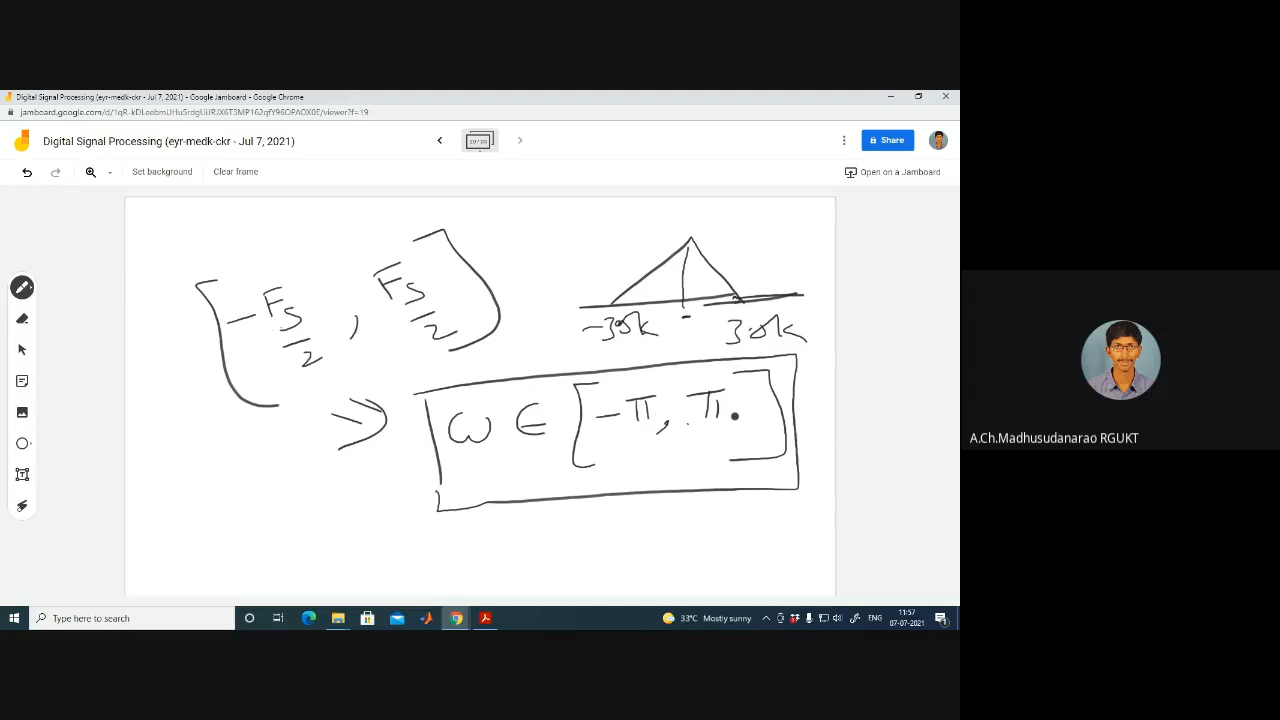 Digital Signal Processing (eyr-medk-ckr - Jul 7, 2021) - Google Jamboard - Google Chrome
Digital Signal Processing (eyr-medk-ckr - Jul 7, 2021)
20 / 20
Share
Set background
Clear frame
Open on a Jamboard
[-Fs/2, Fs/2]
⇒ ω ∈ [-π, π]
A.Ch.Madhusudanarao RGUKT
Type here to search
33°C Mostly sunny
ENG
11:57
07-07-2021